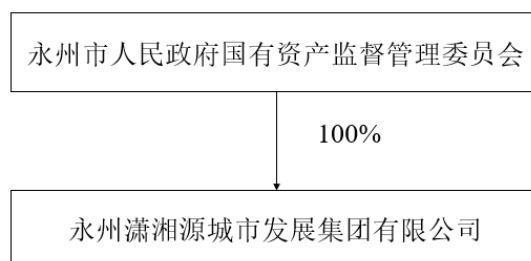 永州市人民政府国有资产监督管理委员会
100%
永州潇湘源城市发展集团有限公司